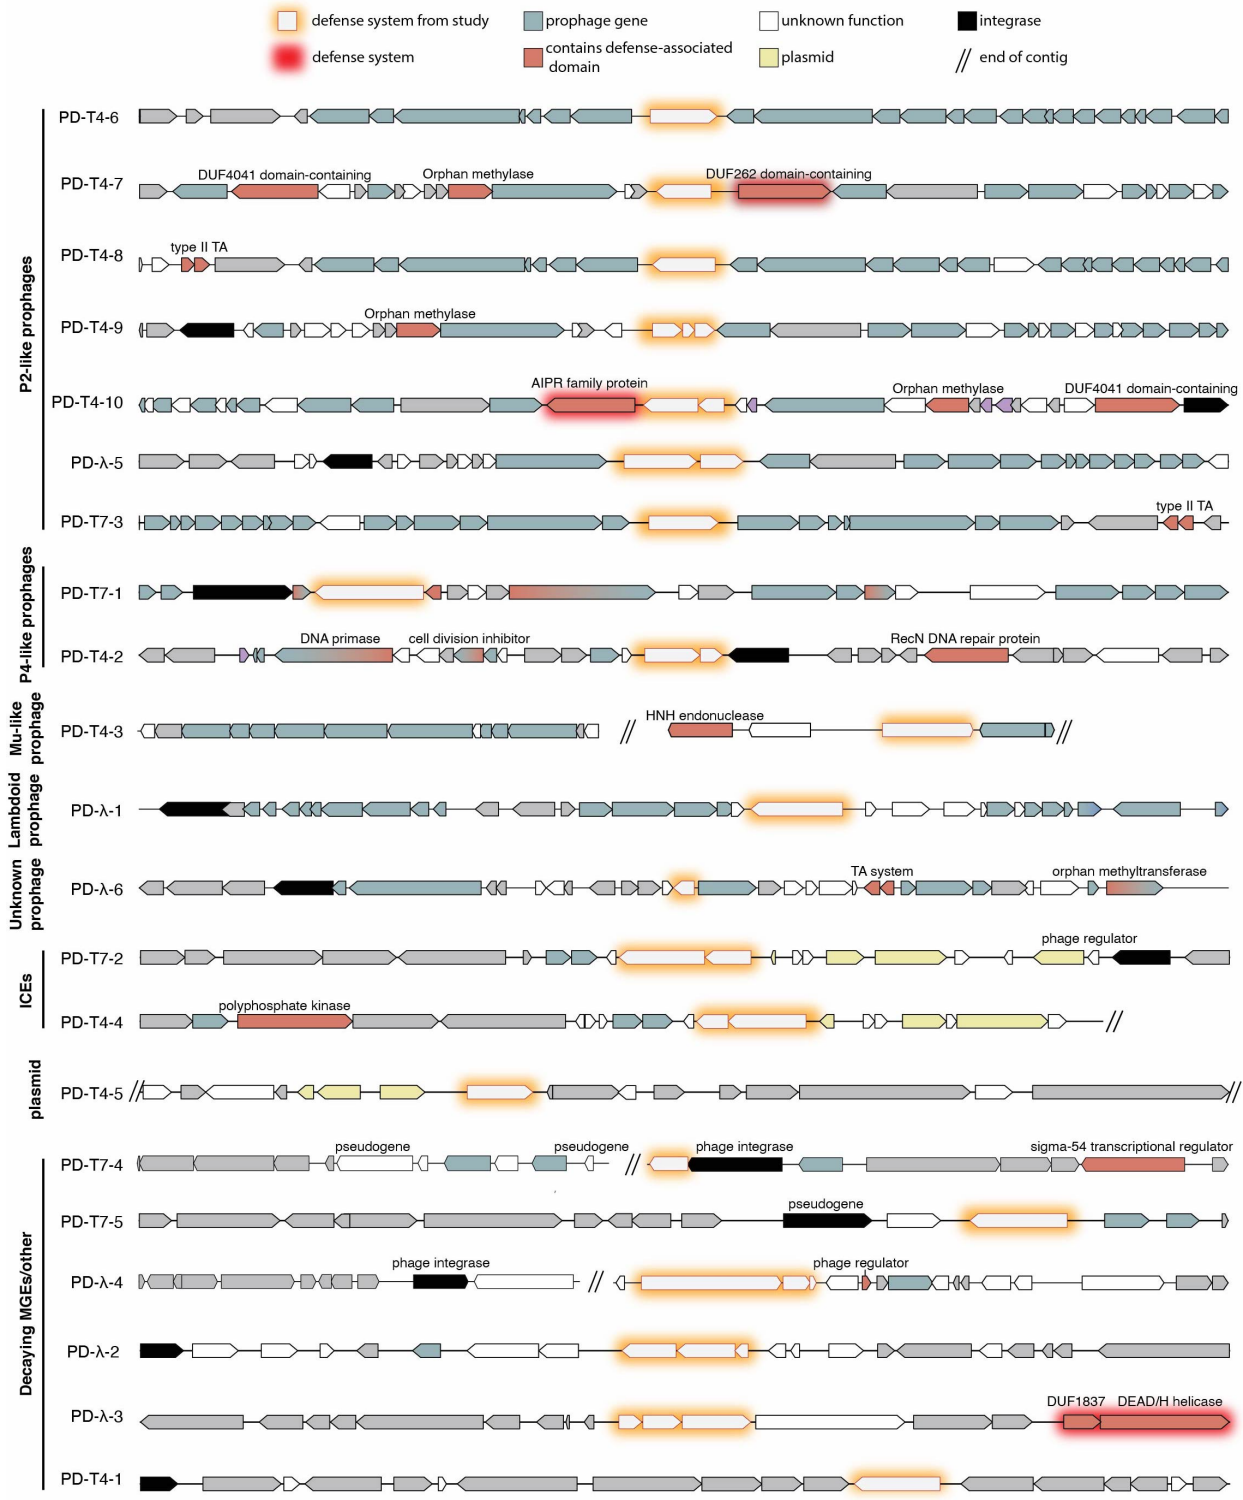 defense system from study
prophage gene
unknown function
integrase
defense system
contains defense-associated
domain
plasmid
end of contig
P2-like prophages
PD-T4-6
PD-T4-7
DUF4041 domain-containing
Orphan methylase
DUF262 domain-containing
PD-T4-8
type II TA
PD-T4-9
Orphan methylase
PD-T4-10
AIPR family protein
Orphan methylase
DUF4041 domain-containing
PD-λ-5
PD-T7-3
type II TA
P4-like prophages
PD-T7-1
PD-T4-2
DNA primase
cell division inhibitor
RecN DNA repair protein
Mu-like
prophage
PD-T4-3
HNH endonuclease
Lambdoid
prophage
PD-λ-1
Unknown
prophage
PD-λ-6
TA system
orphan methyltransferase
ICEs
PD-T7-2
phage regulator
PD-T4-4
polyphosphate kinase
plasmid
PD-T4-5
Decaying MGEs/other
PD-T7-4
pseudogene
pseudogene
phage integrase
sigma-54 transcriptional regulator
PD-T7-5
pseudogene
PD-λ-4
phage integrase
phage regulator
PD-λ-2
PD-λ-3
DUF1837
DEAD/H helicase
PD-T4-1